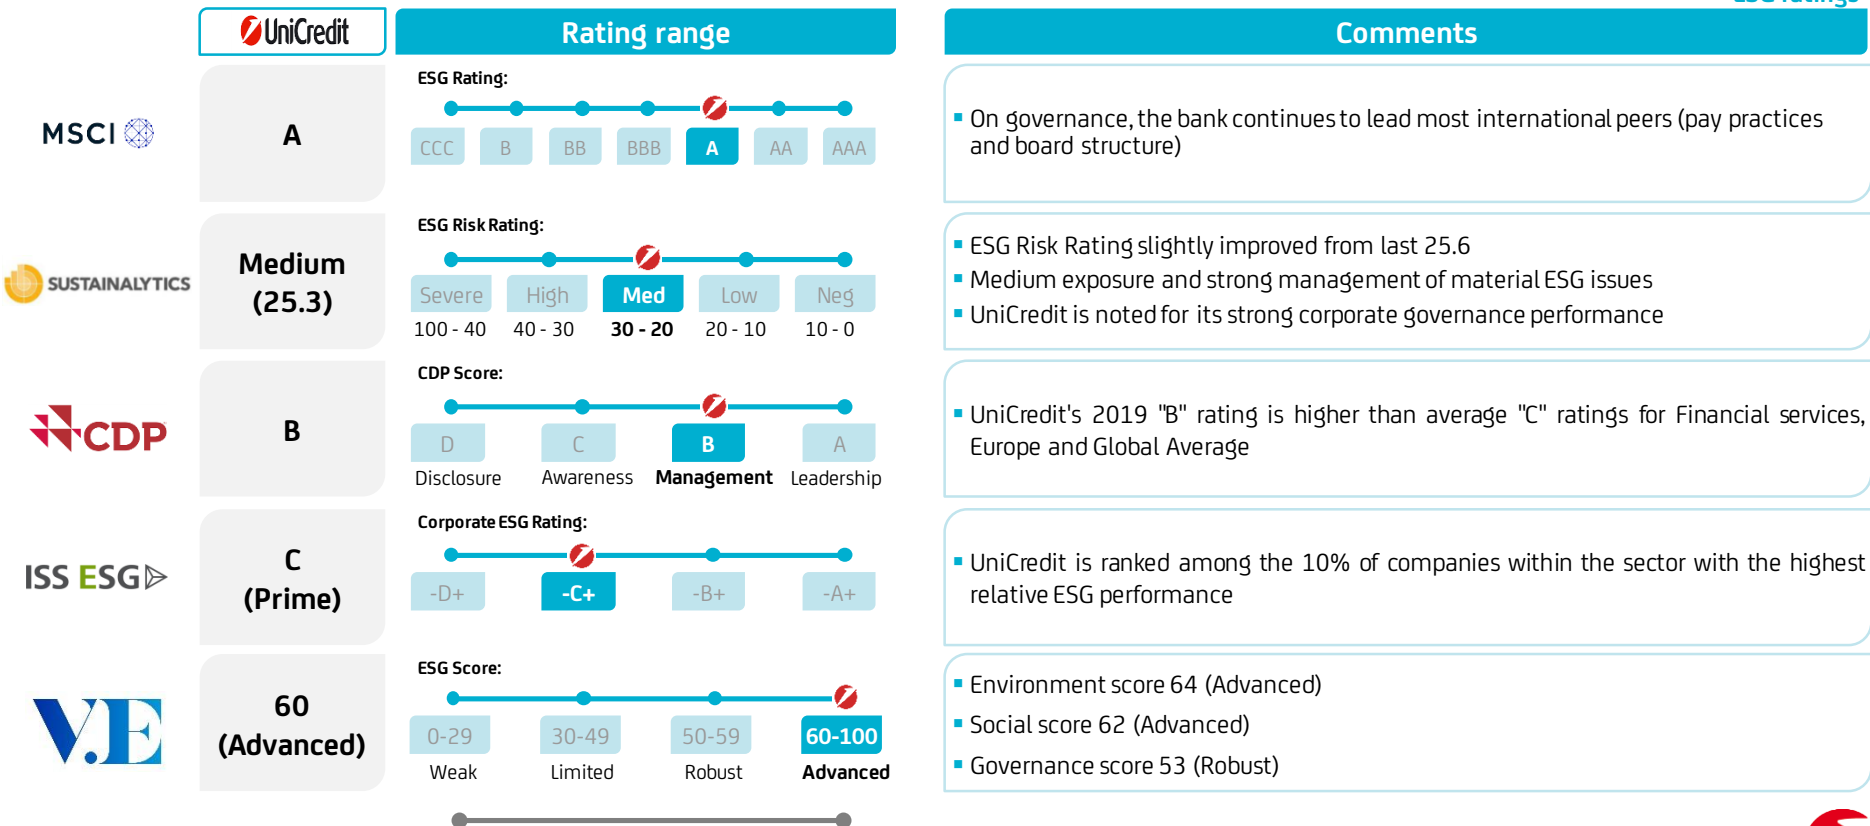 ESG ratings
UniCredit
Rating range
Comments
MSCI
A
ESG Rating:
CCC B BB BBB A AA AAA
On governance, the bank continues to lead most international peers (pay practices
and board structure)
SUSTAINALYTICS
Medium
(25.3)
ESG Risk Rating:
Severe High Med Low Neg
100 - 40 40 - 30 30 - 20 20 - 10 10 - 0
ESG Risk Rating slightly improved from last 25.6
Medium exposure and strong management of material ESG issues
UniCredit is noted for its strong corporate governance performance
CDP
B
CDP Score:
D C B A
Disclosure Awareness Management Leadership
UniCredit's 2019 "B" rating is higher than average "C" ratings for Financial services,
Europe and Global Average
ISS ESG
C
(Prime)
Corporate ESG Rating:
-D+ -C+ -B+ -A+
UniCredit is ranked among the 10% of companies within the sector with the highest
relative ESG performance
V.E
60
(Advanced)
ESG Score:
0-29 30-49 50-59 60-100
Weak Limited Robust Advanced
Environment score 64 (Advanced)
Social score 62 (Advanced)
Governance score 53 (Robust)